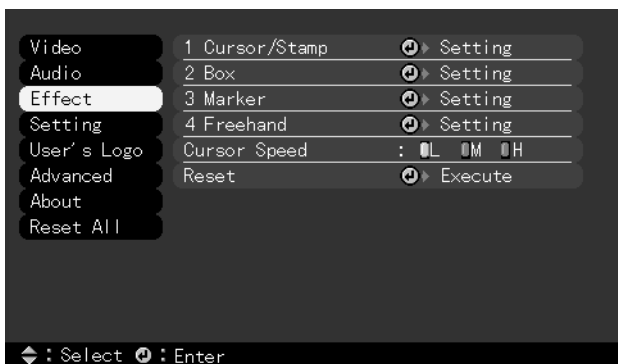 Video
Audio
Effect
Setting
User's Logo
Advanced
About
Reset All
1 Cursor/Stamp Setting
2 Box Setting
3 Marker Setting
4 Freehand Setting
Cursor Speed : L M H
Reset Execute
: Select : Enter